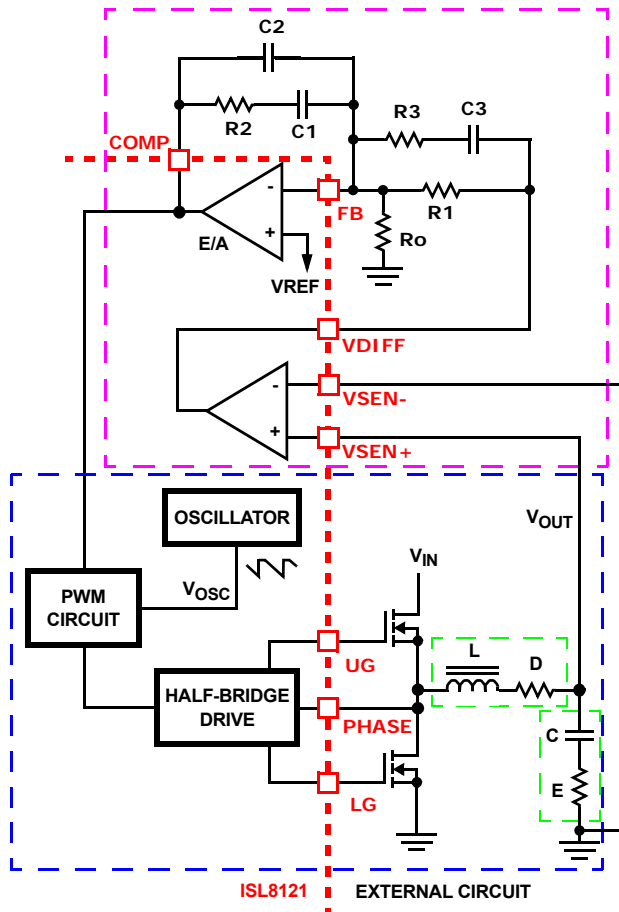 C2
R2
C1
R3
C3
COMP
-
+
E/A
FB
R1
Ro
VREF
VDIFF
-
VSEN-
+
VSEN+
OSCILLATOR
VOUT
VIN
PWM
CIRCUIT
VOSC
UG
L
D
HALF-BRIDGE
DRIVE
PHASE
C
E
LG
ISL8121
EXTERNAL CIRCUIT